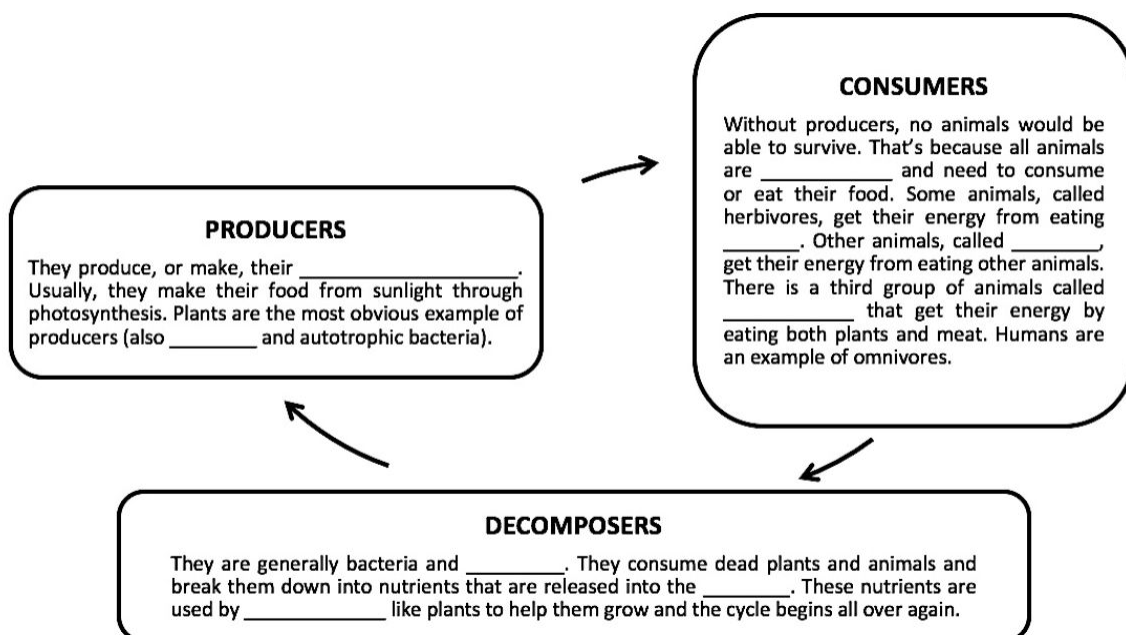 PRODUCERS
They produce, or make, their ____________________.
Usually, they make their food from sunlight through
photosynthesis. Plants are the most obvious example of
producers (also ________ and autotrophic bacteria).
CONSUMERS
Without producers, no animals would be
able to survive. That's because all animals
are ____________ and need to consume
or eat their food. Some animals, called
herbivores, get their energy from eating
_______. Other animals, called ________,
get their energy from eating other animals.
There is a third group of animals called
____________ that get their energy by
eating both plants and meat. Humans are
an example of omnivores.
DECOMPOSERS
They are generally bacteria and _________. They consume dead plants and animals and
break them down into nutrients that are released into the ________. These nutrients are
used by _____________ like plants to help them grow and the cycle begins all over again.